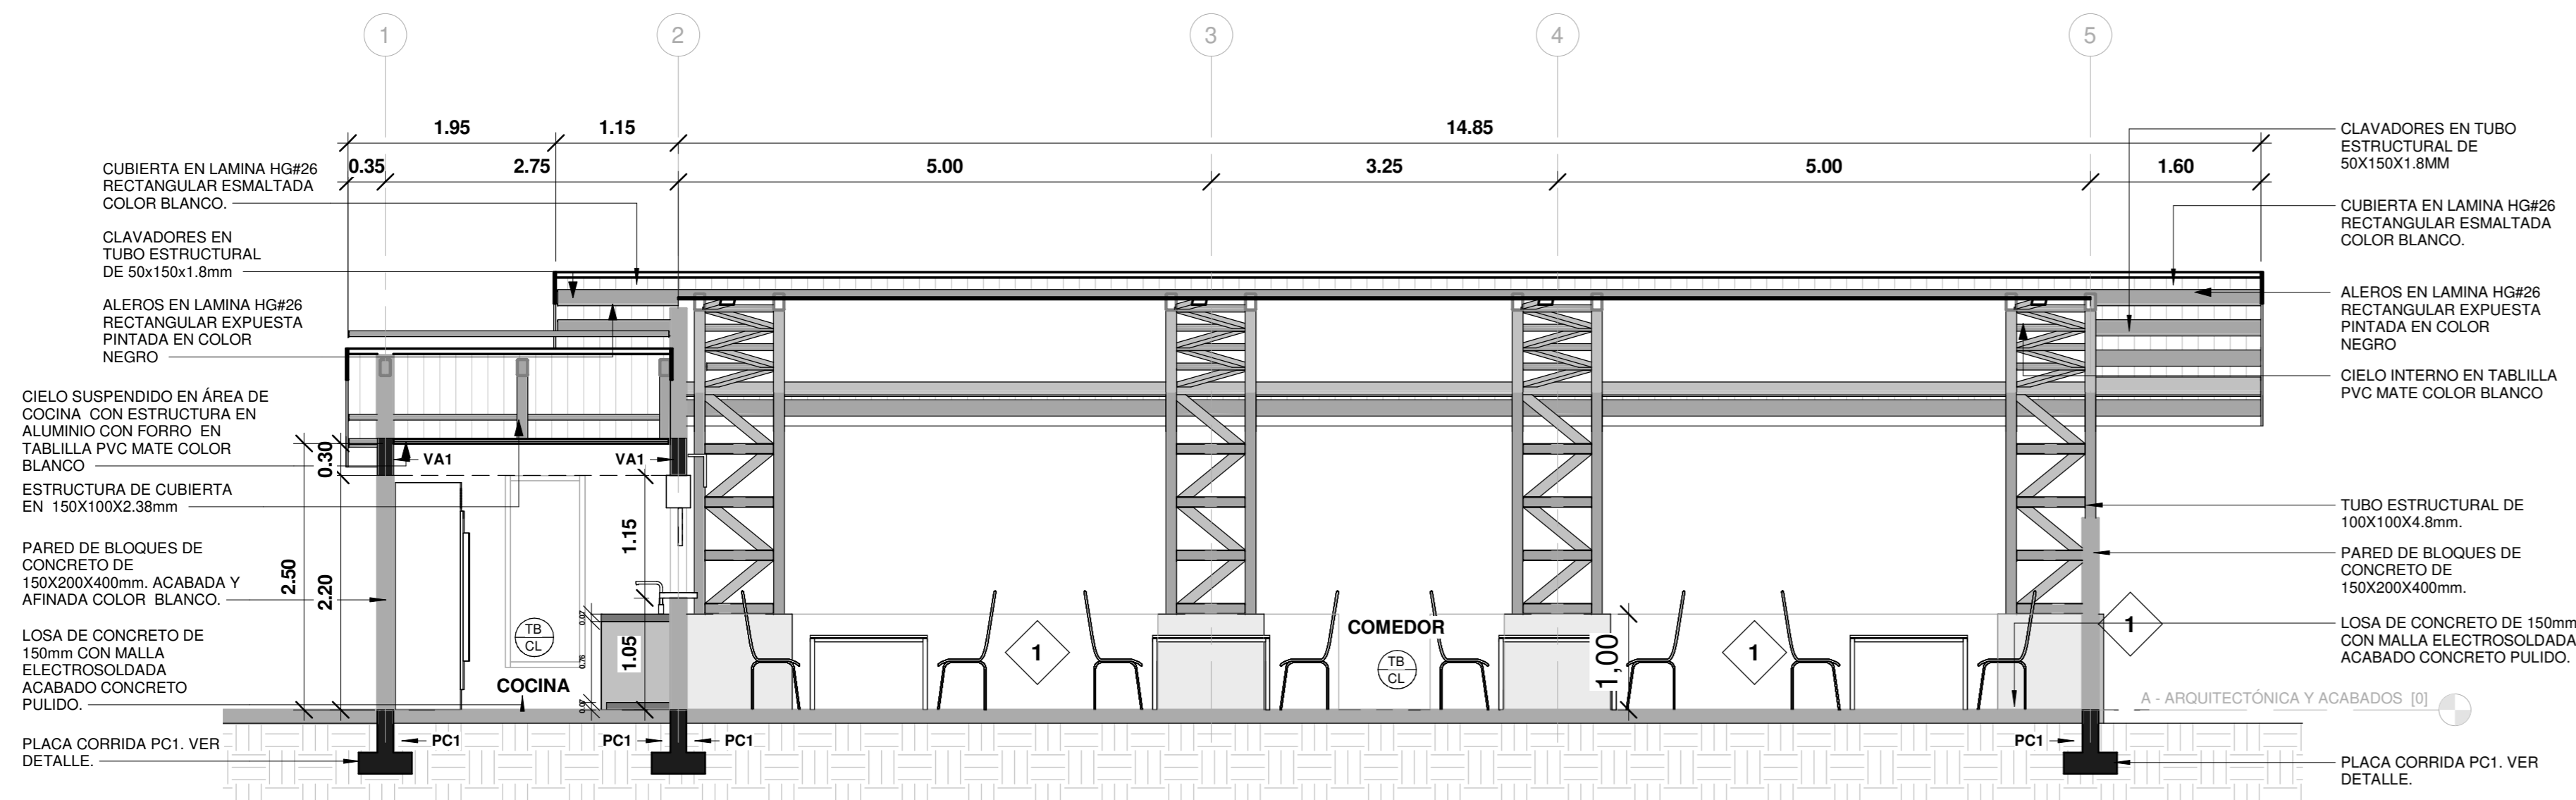 1
2
3
4
5
1.95
1.15
14.85
0.35
2.75
5.00
3.25
5.00
1.60
CUBIERTA EN LAMINA HG#26
RECTANGULAR ESMALTADA
COLOR BLANCO.
CLAVADORES EN
TUBO ESTRUCTURAL
DE 50x150x1.8mm
ALEROS EN LAMINA HG#26
RECTANGULAR EXPUESTA
PINTADA EN COLOR
NEGRO
CIELO SUSPENDIDO EN ÁREA DE
COCINA CON ESTRUCTURA EN
ALUMINIO CON FORRO EN
TABLILLA PVC MATE COLOR
BLANCO
ESTRUCTURA DE CUBIERTA
EN 150X100X2.38mm
PARED DE BLOQUES DE
CONCRETO DE
150X200X400mm. ACABADA Y
AFINADA COLOR BLANCO.
LOSA DE CONCRETO DE
150mm CON MALLA
ELECTROSOLDADA
ACABADO CONCRETO
PULIDO.
PLACA CORRIDA PC1. VER
DETALLE.
0.30
2.50
2.20
VA1
VA1
1.15
1.05
0.07
0.76
0.07
TB
CL
COCINA
PC1
PC1
PC1
1
COMEDOR
TB
CL
1,00
1
1
PC1
CLAVADORES EN TUBO
ESTRUCTURAL DE
50X150X1.8MM
CUBIERTA EN LAMINA HG#26
RECTANGULAR ESMALTADA
COLOR BLANCO.
ALEROS EN LAMINA HG#26
RECTANGULAR EXPUESTA
PINTADA EN COLOR
NEGRO
CIELO INTERNO EN TABLILLA
PVC MATE COLOR BLANCO
TUBO ESTRUCTURAL DE
100X100X4.8mm.
PARED DE BLOQUES DE
CONCRETO DE
150X200X400mm.
LOSA DE CONCRETO DE 150mm
CON MALLA ELECTROSOLDADA
ACABADO CONCRETO PULIDO.
A - ARQUITECTÓNICA Y ACABADOS [0]
PLACA CORRIDA PC1. VER
DETALLE.